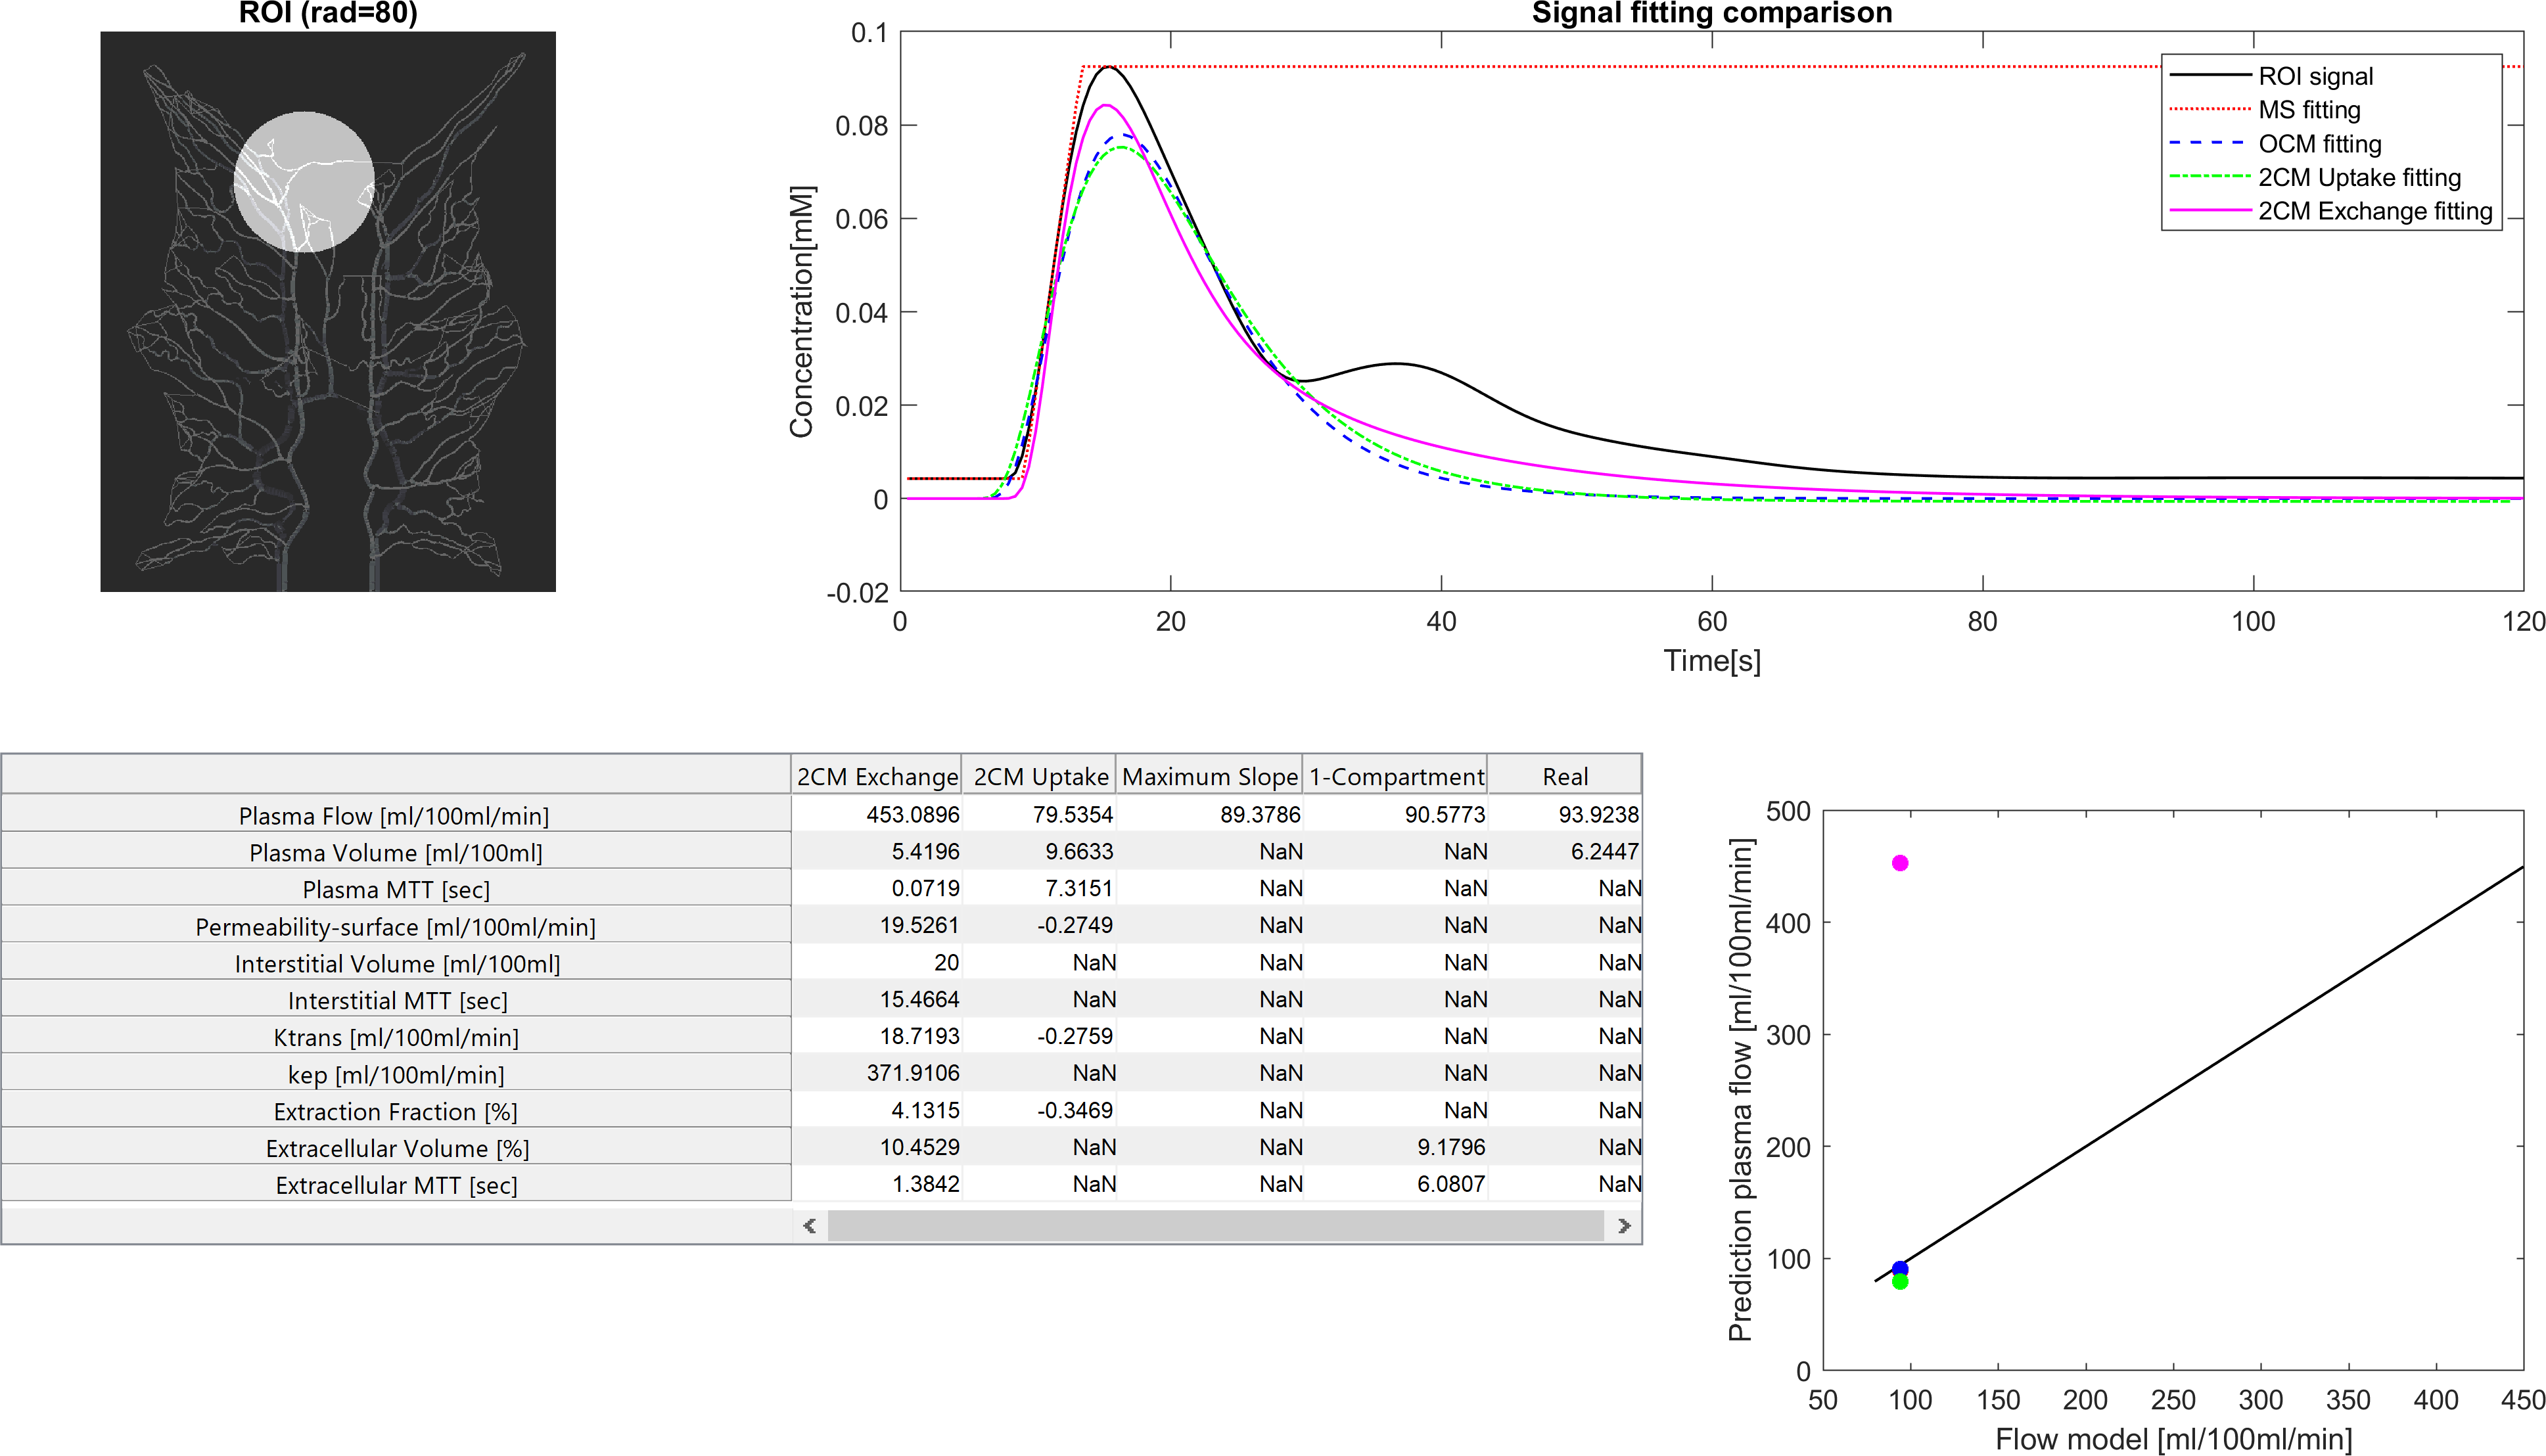 ROI (rad=80)
Signal fitting comparison
0.1
0.08
0.06
0.04
0.02
0
-0.02
Concentration[mM]
0 20 40 60 80 100 120
Time[s]
ROI signal
MS fitting
OCM fitting
2CM Uptake fitting
2CM Exchange fitting
2CM Exchange 2CM Uptake Maximum Slope 1-Compartment Real
Plasma Flow [ml/100ml/min] 453.0896 79.5354 89.3786 90.5773 93.9238
Plasma Volume [ml/100ml] 5.4196 9.6633 NaN NaN 6.2447
Plasma MTT [sec] 0.0719 7.3151 NaN NaN NaN
Permeability-surface [ml/100ml/min] 19.5261 -0.2749 NaN NaN NaN
Interstitial Volume [ml/100ml] 20 NaN NaN NaN NaN
Interstitial MTT [sec] 15.4664 NaN NaN NaN NaN
Ktrans [ml/100ml/min] 18.7193 -0.2759 NaN NaN NaN
kep [ml/100ml/min] 371.9106 NaN NaN NaN NaN
Extraction Fraction [%] 4.1315 -0.3469 NaN NaN NaN
Extracellular Volume [%] 10.4529 NaN NaN 9.1796 NaN
Extracellular MTT [sec] 1.3842 NaN NaN 6.0807 NaN
500
400
300
200
100
0
Prediction plasma flow [ml/100ml/min]
50 100 150 200 250 300 350 400 450
Flow model [ml/100ml/min]